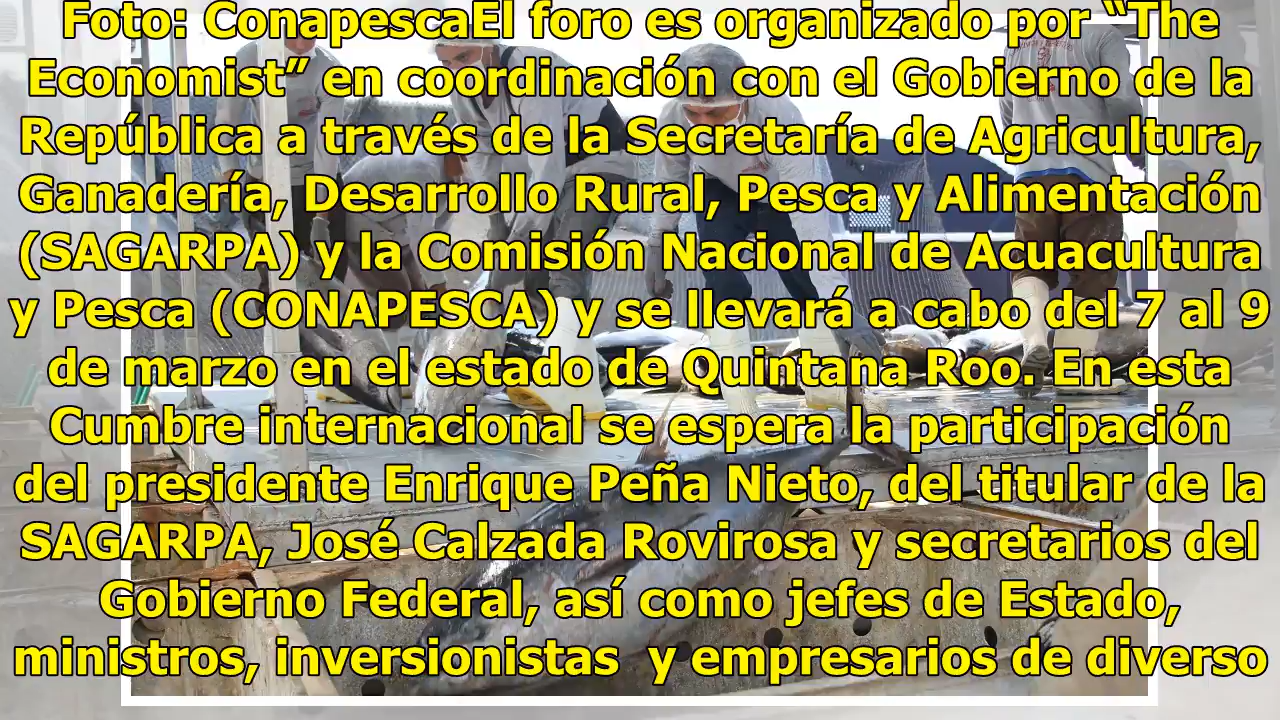 Foto: ConapescaEl foro es organizado por “The
Economist” en coordinación con el Gobierno de la
República a través de la Secretaría de Agricultura,
Ganadería, Desarrollo Rural, Pesca y Alimentación
(SAGARPA) y la Comisión Nacional de Acuacultura
y Pesca (CONAPESCA) y se llevará a cabo del 7 al 9
de marzo en el estado de Quintana Roo. En esta
Cumbre internacional se espera la participación
del presidente Enrique Peña Nieto, del titular de la
SAGARPA, José Calzada Rovirosa y secretarios del
Gobierno Federal, así como jefes de Estado,
ministros, inversionistas  y empresarios de diverso